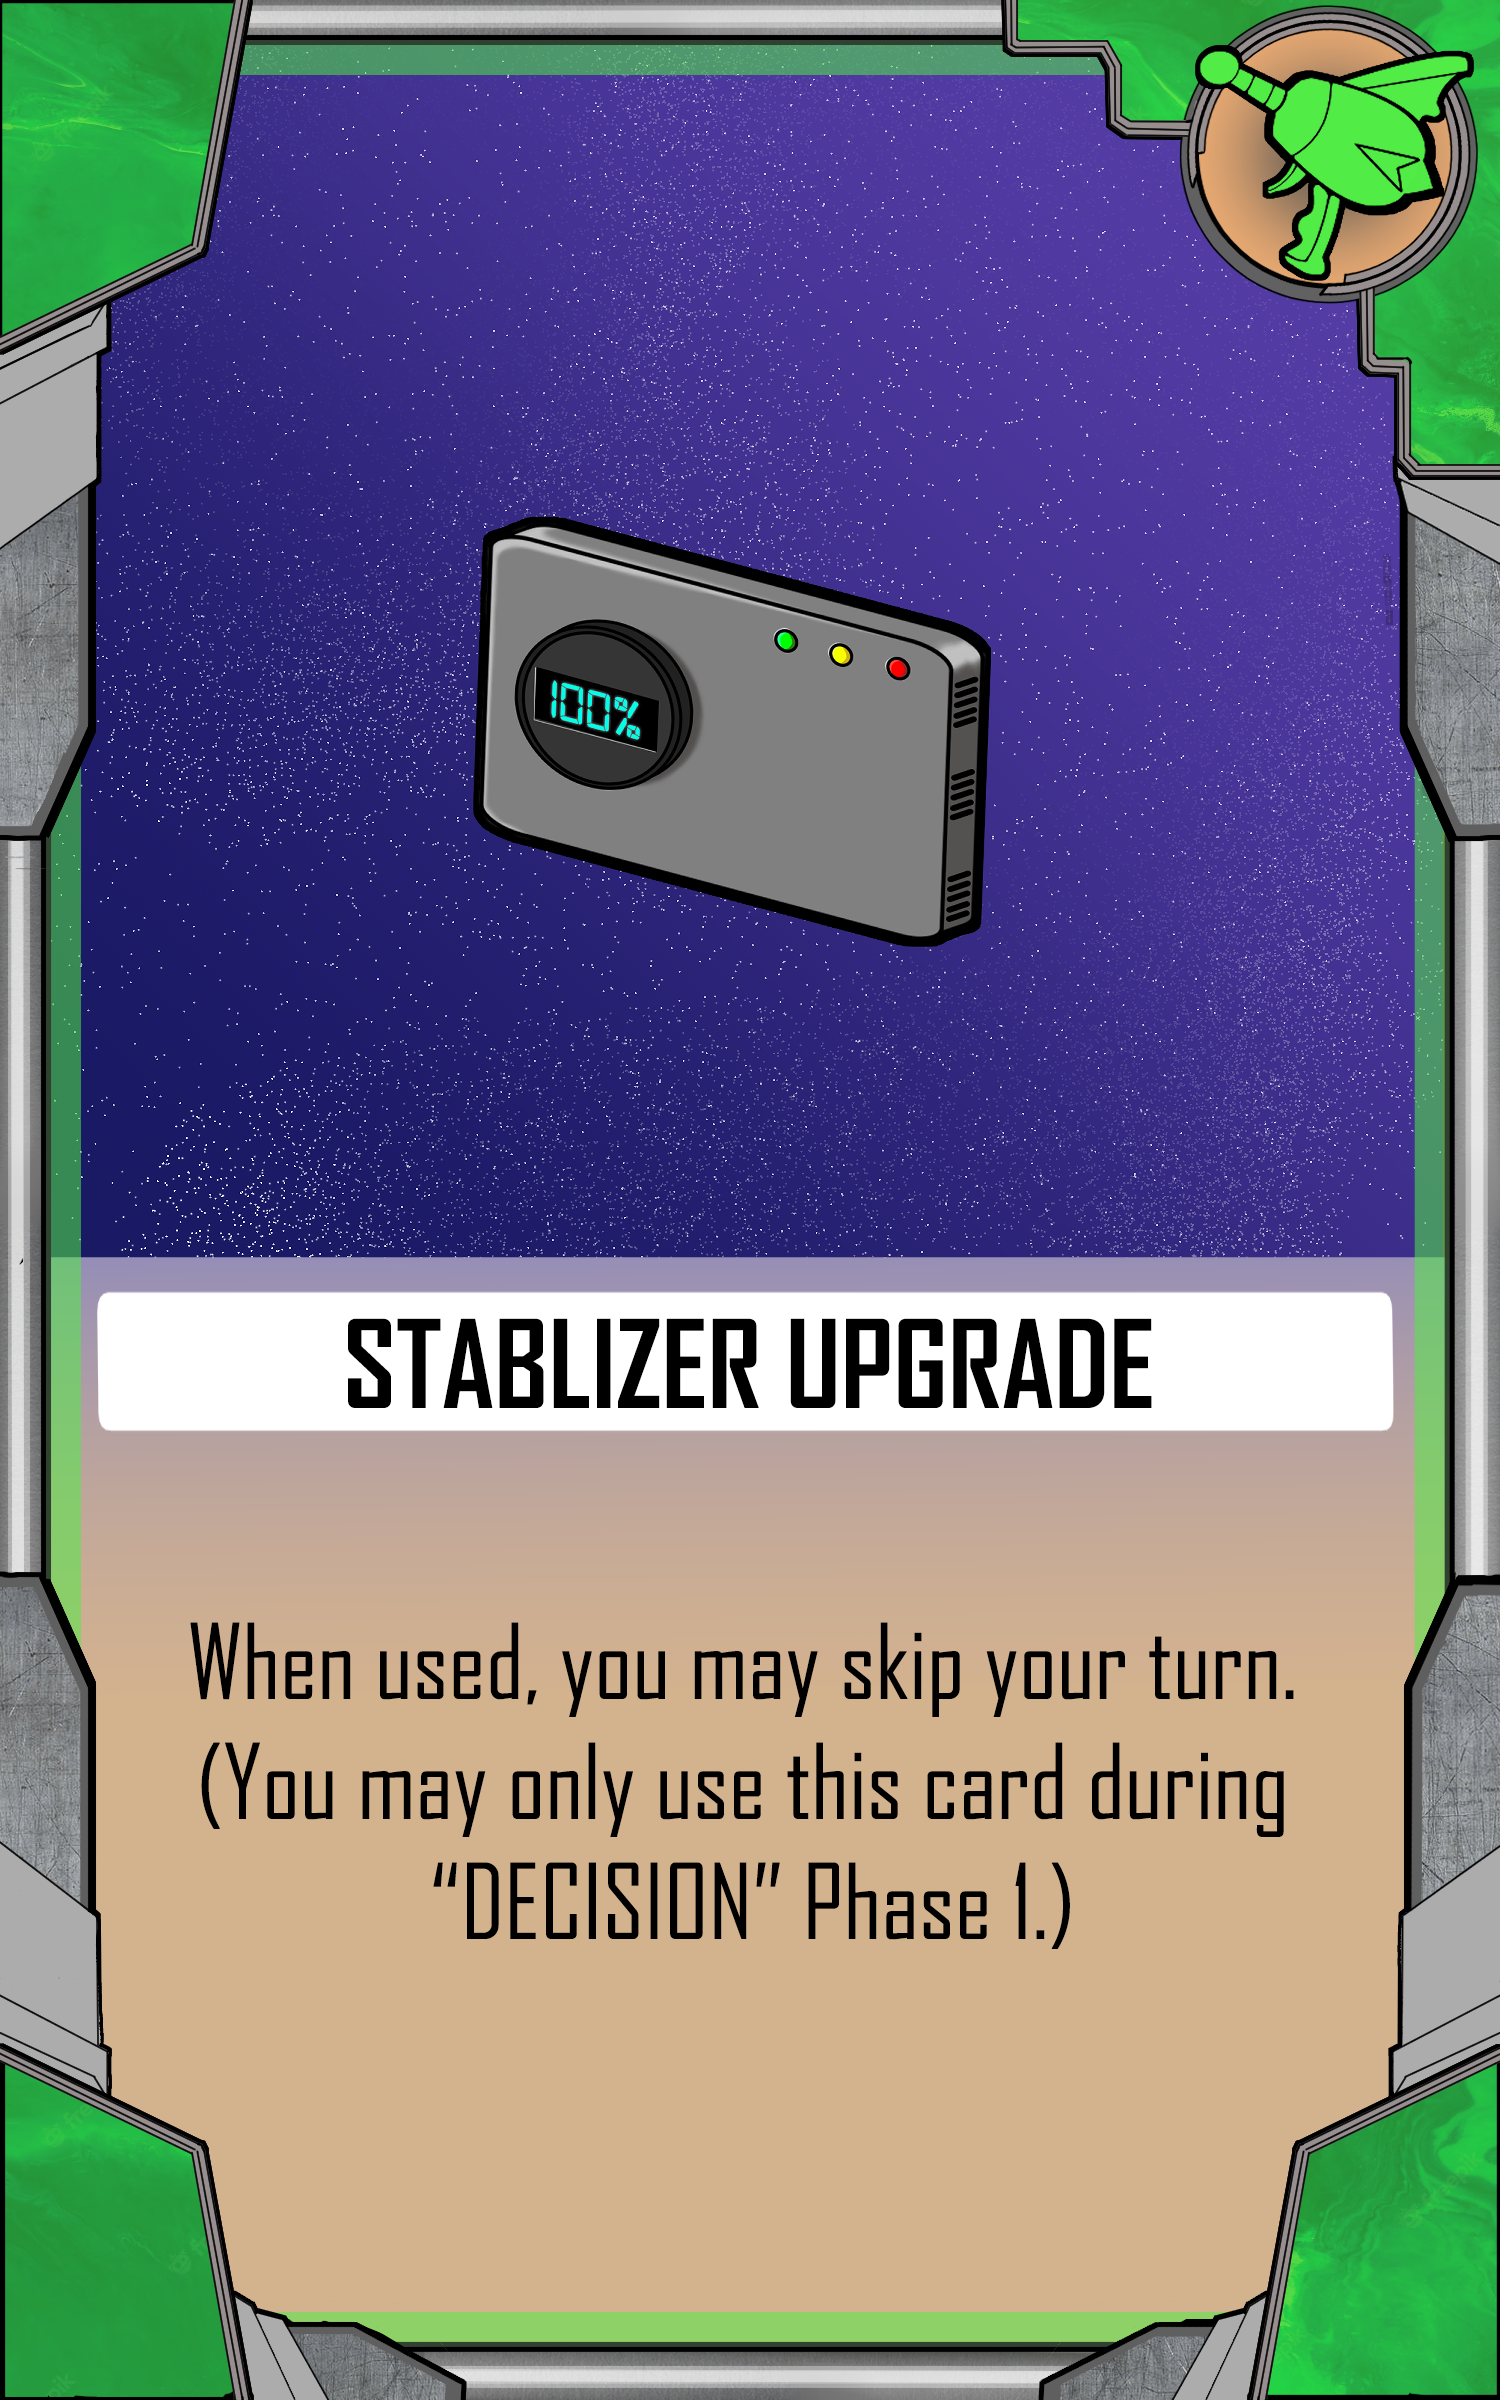 100%
STABLIZER UPGRADE
When used, you may skip your turn.
(You may only use this card during
“DECISION” Phase 1.)